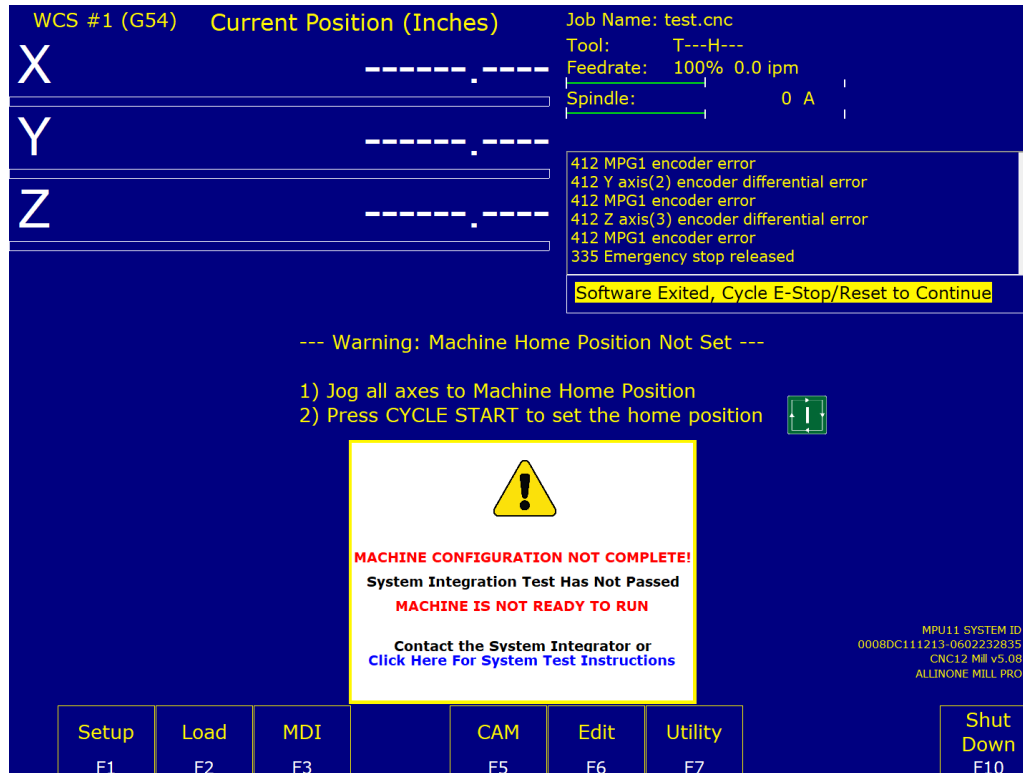 WCS #1 (G54) Current Position (Inches)
X ------.----
Y ------.----
Z ------.----
Job Name: test.cnc
Tool: T---H---
Feedrate: 100% 0.0 ipm
Spindle: 0 A
412 MPG1 encoder error
412 Y axis(2) encoder differential error
412 MPG1 encoder error
412 Z axis(3) encoder differential error
412 MPG1 encoder error
335 Emergency stop released
Software Exited, Cycle E-Stop/Reset to Continue
--- Warning: Machine Home Position Not Set ---
1) Jog all axes to Machine Home Position
2) Press CYCLE START to set the home position
MACHINE CONFIGURATION NOT COMPLETE!
System Integration Test Has Not Passed
MACHINE IS NOT READY TO RUN
Contact the System Integrator or
Click Here For System Test Instructions
MPU11 SYSTEM ID
0008DC111213-0602232835
CNC12 Mill v5.08
ALLINONE MILL PRO
Setup Load MDI CAM Edit Utility Shut
Down
F1 F2 F3 F5 F6 F7 F10